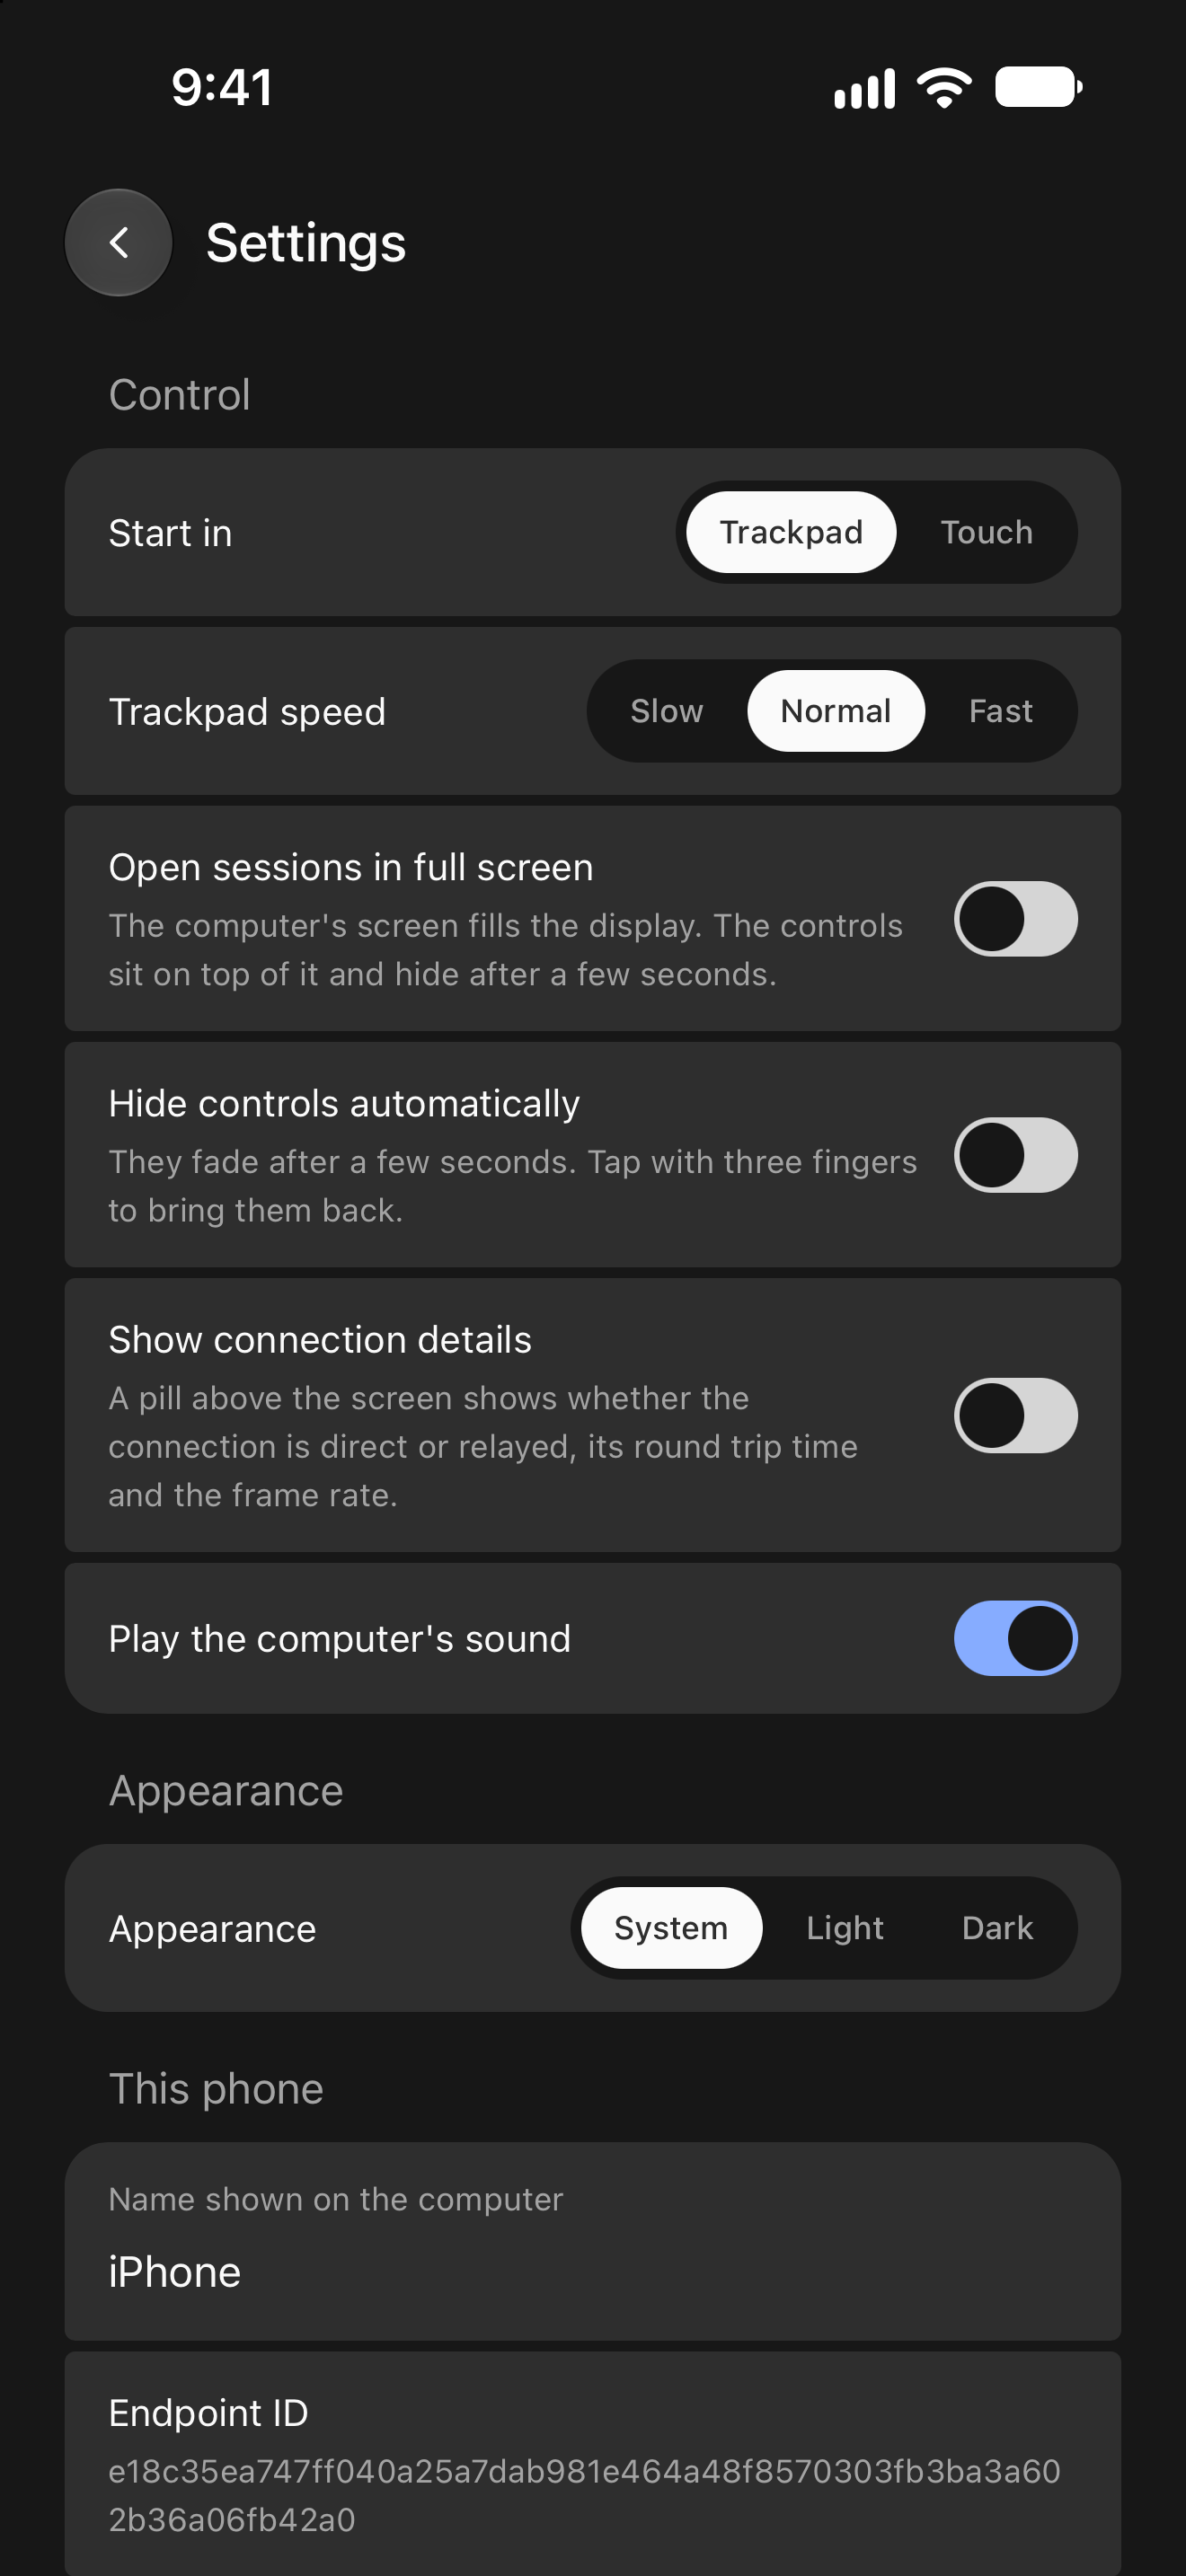 9:41
Settings
Control
Start in
Trackpad Touch
Trackpad speed
Slow Normal Fast
Open sessions in full screen
The computer's screen fills the display. The controls
sit on top of it and hide after a few seconds.
Hide controls automatically
They fade after a few seconds. Tap with three fingers
to bring them back.
Show connection details
A pill above the screen shows whether the
connection is direct or relayed, its round trip time
and the frame rate.
Play the computer's sound
Appearance
Appearance
System Light Dark
This phone
Name shown on the computer
iPhone
Endpoint ID
e18c35ea747ff040a25a7dab981e464a48f8570303fb3ba3a60
2b36a06fb42a0